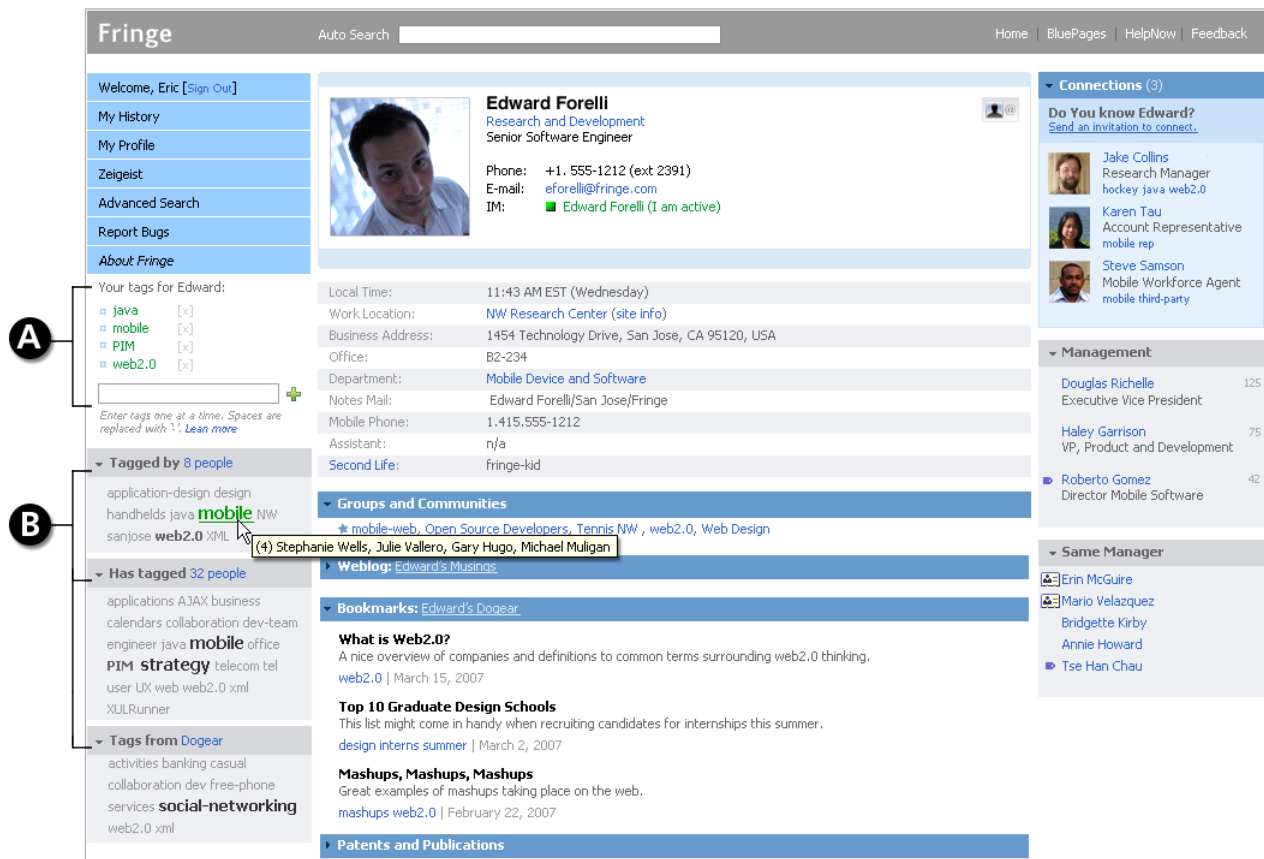 Fringe
Auto Search
Home | BluePages | HelpNow | Feedback
Welcome, Eric [Sign Out]
My History
My Profile
Zeigeist
Advanced Search
Report Bugs
About Fringe
A
Your tags for Edward:
java [x]
mobile [x]
PIM [x]
web2.0 [x]
Enter tags one at a time. Spaces are
replaced with '-'. Lean more
B
Tagged by 8 people
application-design design
handhelds java mobile NW
sanjose web2.0 XML
(4) Stephanie Wells, Julie Vallero, Gary Hugo, Michael Muligan
Has tagged 32 people
applications AJAX business
calendars collaboration dev-team
engineer java mobile office
PIM strategy telecom tel
user UX web web2.0 xml
XULRunner
Tags from Dogear
activities banking casual
collaboration dev free-phone
services social-networking
web2.0 xml
Edward Forelli
Research and Development
Senior Software Engineer
Phone: +1. 555-1212 (ext 2391)
E-mail: eforelli@fringe.com
IM: Edward Forelli (I am active)
@
Local Time: 11:43 AM EST (Wednesday)
Work Location: NW Research Center (site info)
Business Address: 1454 Technology Drive, San Jose, CA 95120, USA
Office: B2-234
Department: Mobile Device and Software
Notes Mail: Edward Forelli/San Jose/Fringe
Mobile Phone: 1.415.555-1212
Assistant: n/a
Second Life: fringe-kid
Groups and Communities
mobile-web, Open Source Developers, Tennis NW , web2.0, Web Design
Weblog: Edward's Musings
Bookmarks: Edward's Dogear
What is Web2.0?
A nice overview of companies and definitions to common terms surrounding web2.0 thinking.
web2.0 | March 15, 2007
Top 10 Graduate Design Schools
This list might come in handy when recruiting candidates for internships this summer.
design interns summer | March 2, 2007
Mashups, Mashups, Mashups
Great examples of mashups taking place on the web.
mashups web2.0 | February 22, 2007
Patents and Publications
Connections (3)
Do You know Edward?
Send an invitation to connect.
Jake Collins
Research Manager
hockey java web2.0
Karen Tau
Account Representative
mobile rep
Steve Samson
Mobile Workforce Agent
mobile third-party
Management
Douglas Richelle 125
Executive Vice President
Haley Garrison 75
VP, Product and Development
Roberto Gomez 42
Director Mobile Software
Same Manager
Erin McGuire
Mario Velazquez
Bridgette Kirby
Annie Howard
Tse Han Chau